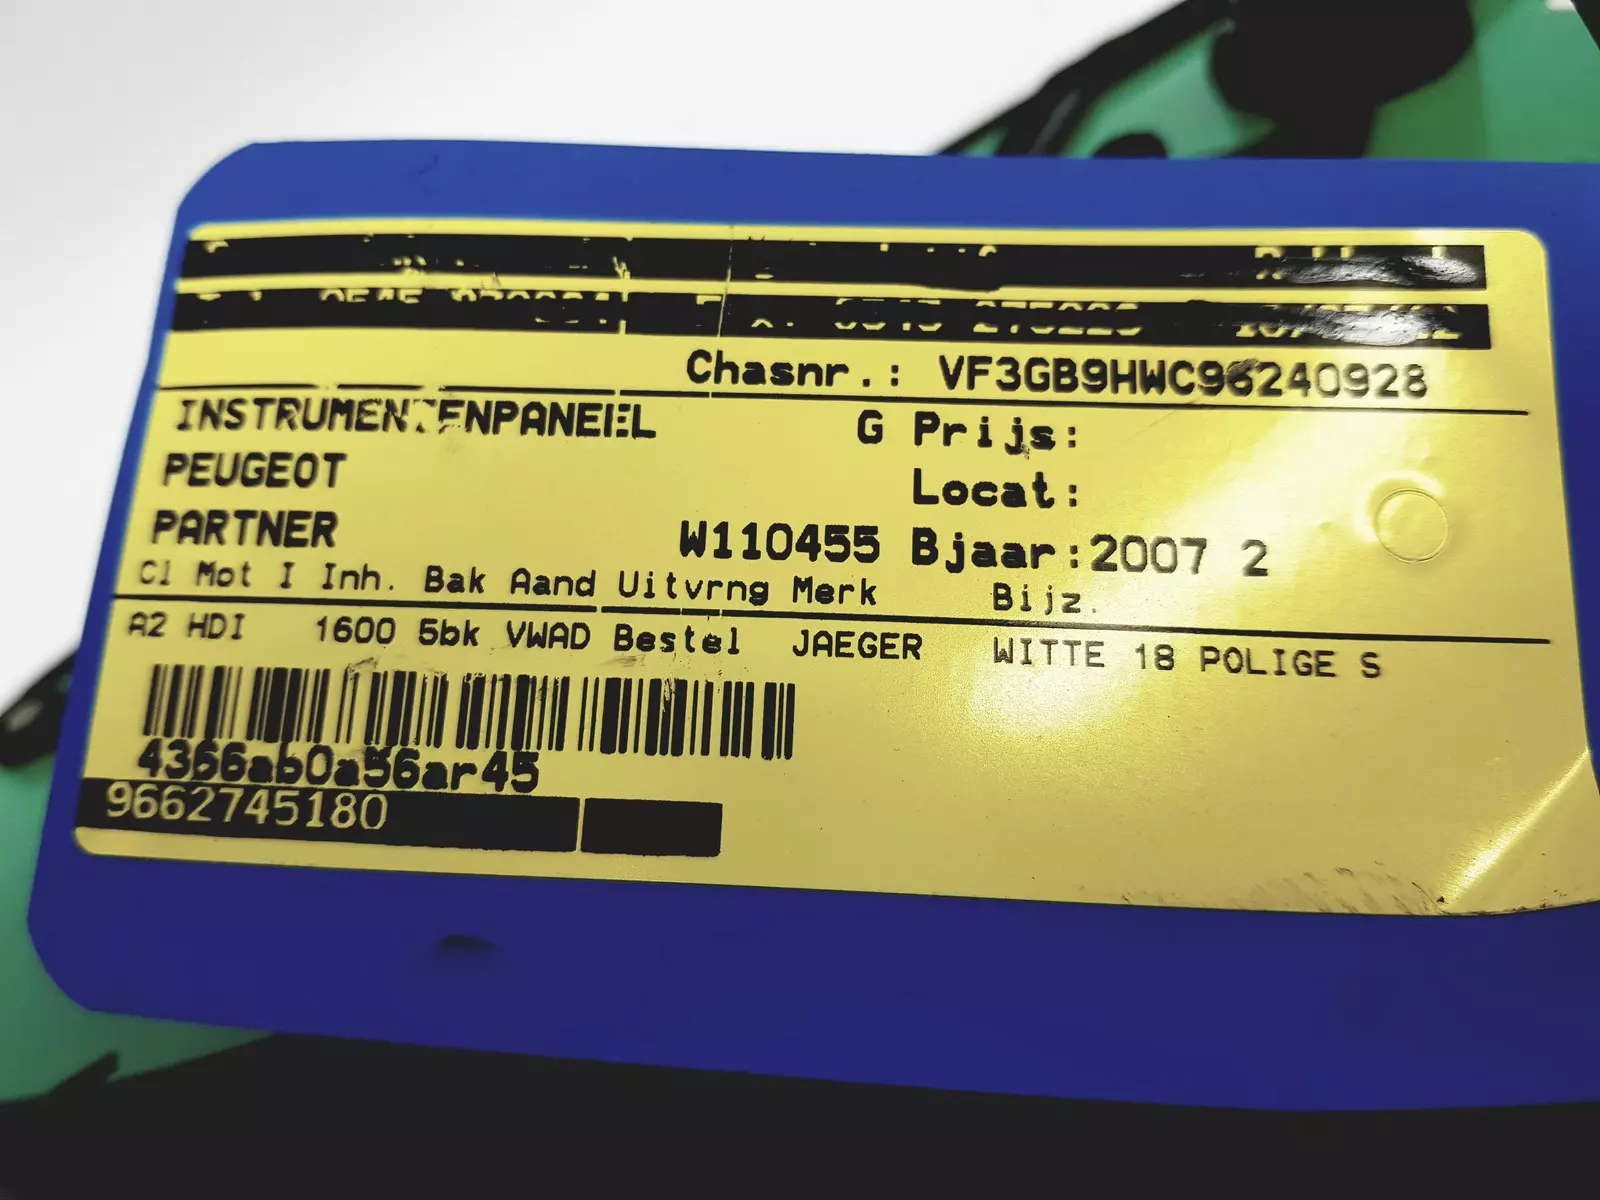 Chasnr.: VF3GB9HWC96240928
INSTRUMENTENPANEEL G Prijs:
PEUGEOT Locat:
PARTNER W110455 Bjaar:2007 2
Cl Mot I Inh. Bak Aand Uitvrng Merk Bijz.
A2 HDI 1600 5bk VWAD Bestel JAEGER WITTE 18 POLIGE S
4366ab0a56ar45
9662745180